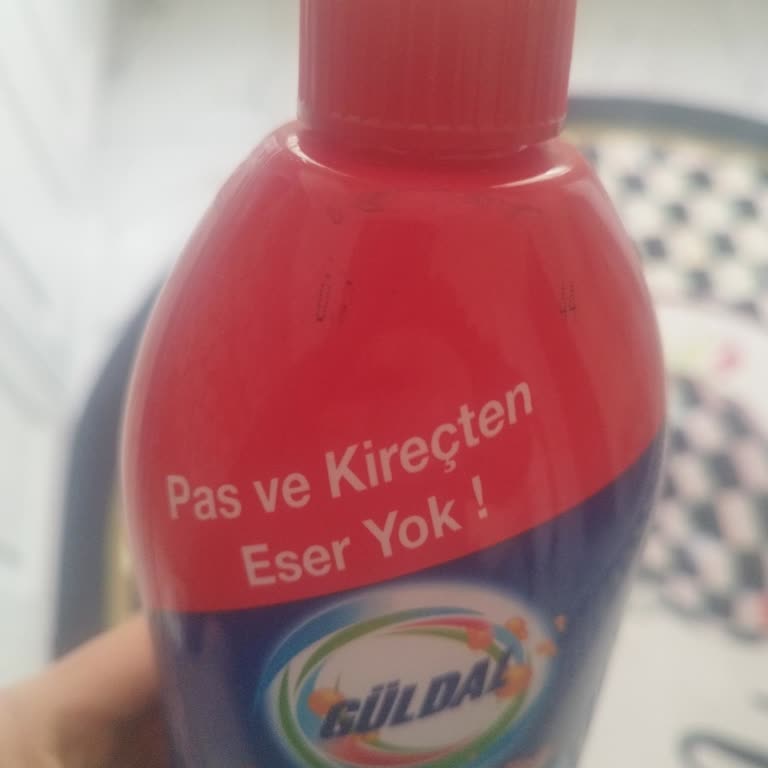 Pas ve Kireçten
Eser Yok !
GÜLDAL